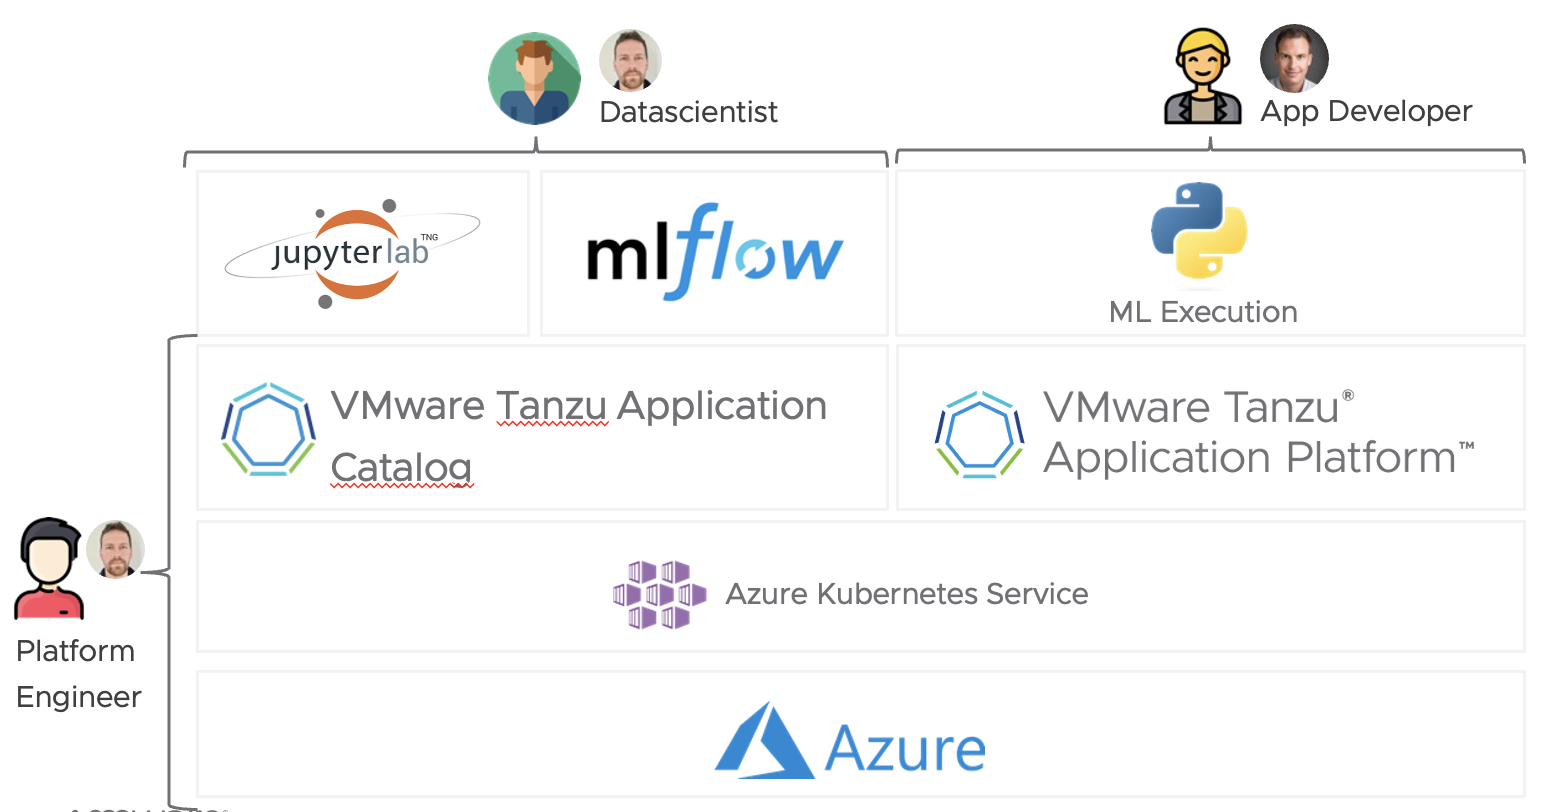 Datascientist
App Developer
jupyterlab TNG
mlflow
ML Execution
VMware Tanzu Application
Catalog
VMware Tanzu®
Application Platform™
Azure Kubernetes Service
Platform
Engineer
Azure